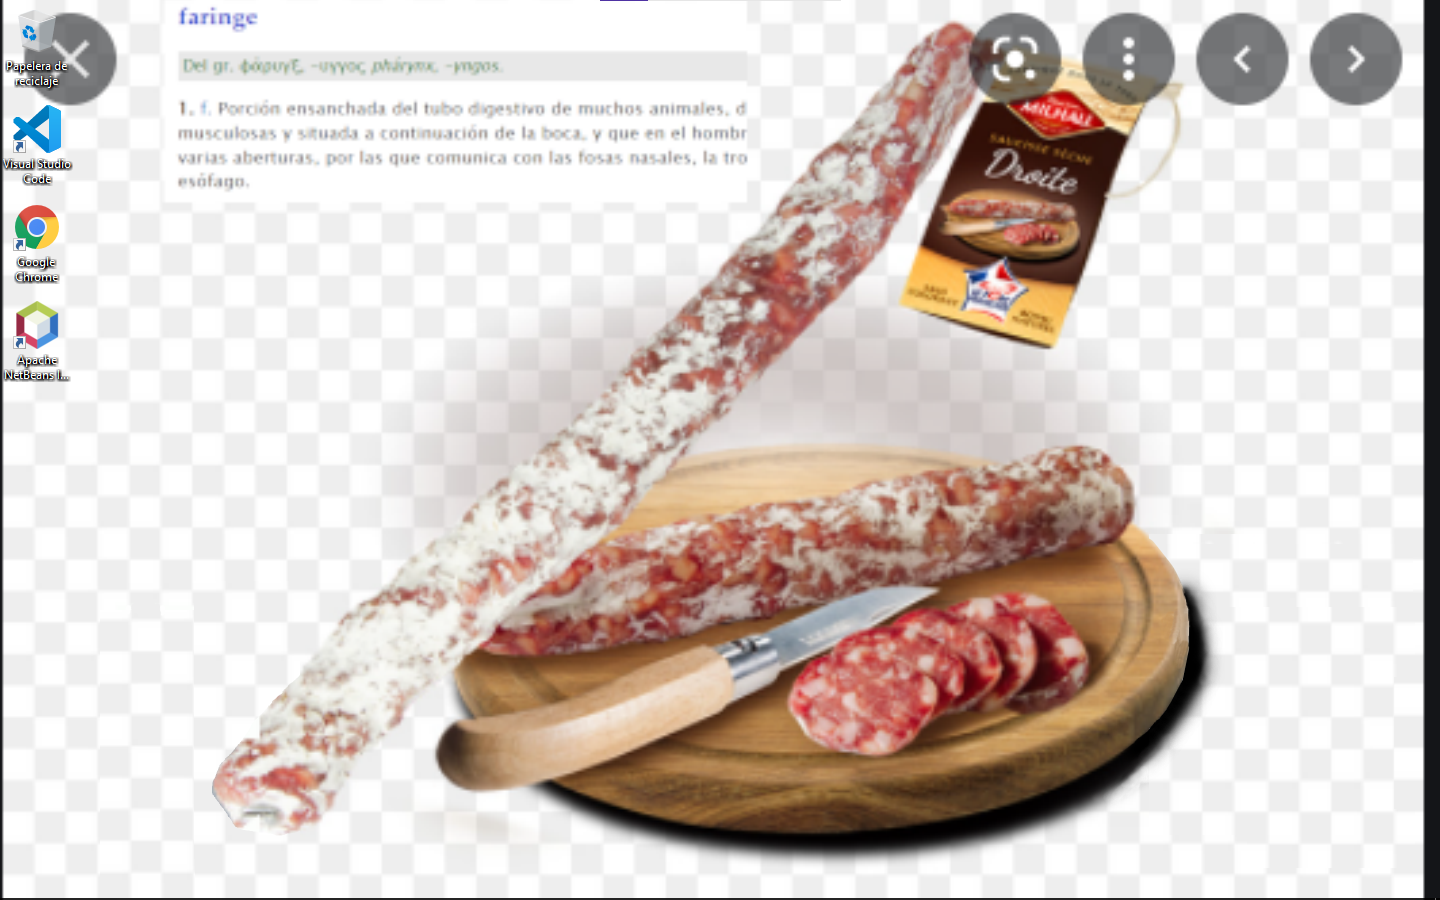 faringe
Del gr. φάρυγξ, -υγγος phárynx, -yngos.
1. f. Porción ensanchada del tubo digestivo de muchos animales, d
musculosas y situada a continuación de la boca, y que en el hombr
varias aberturas, por las que comunica con las fosas nasales, la tro
esófago.
Papelera de
reciclaje
Visual Studio
Code
Google
Chrome
Apache
NetBeans I...
MILHAU
SAUCISSE SÈCHE
Droite